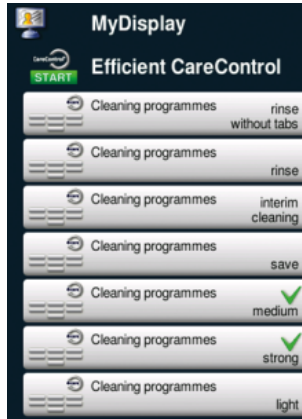 MyDisplay
CareControl
START
Efficient CareControl
Cleaning programmes
rinse
without tabs
Cleaning programmes
rinse
Cleaning programmes
interim
cleaning
Cleaning programmes
save
Cleaning programmes
medium
Cleaning programmes
strong
Cleaning programmes
light